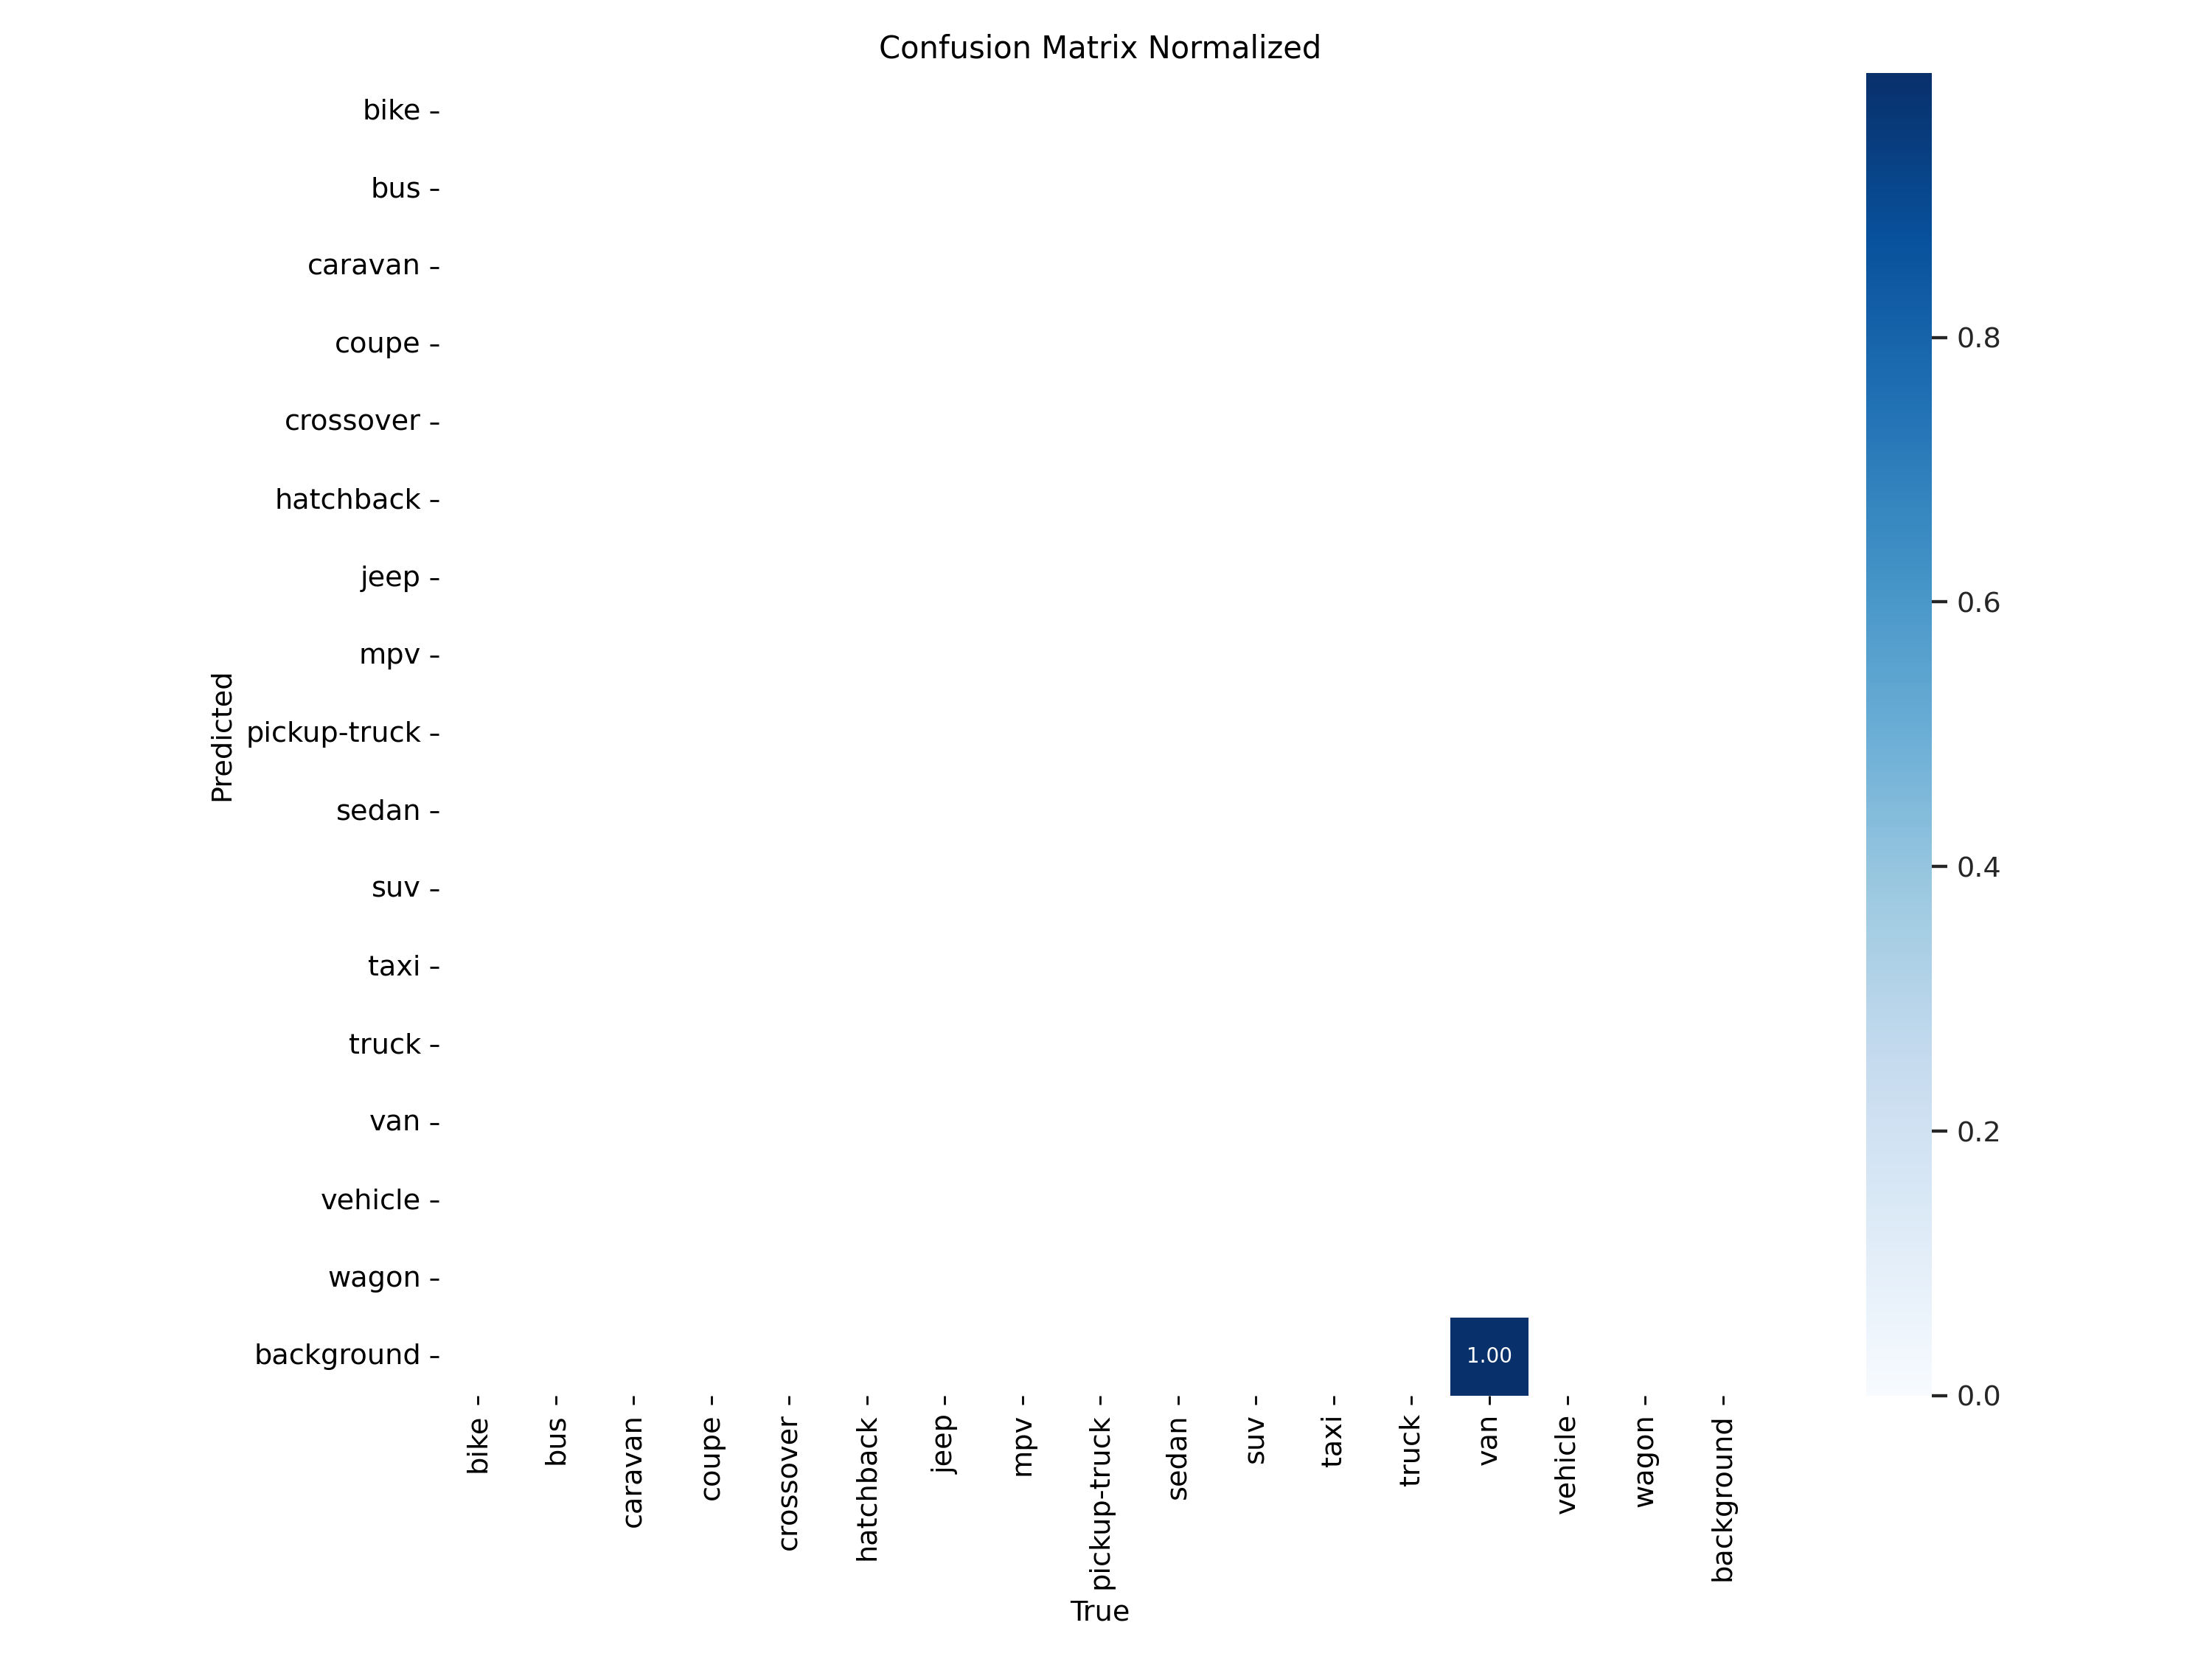 Confusion Matrix Normalized
bike
bus
caravan
coupe
crossover
hatchback
jeep
mpv
pickup-truck
sedan
suv
taxi
truck
van
vehicle
wagon
background
Predicted
1.00
bike
bus
caravan
coupe
crossover
hatchback
jeep
mpv
pickup-truck
sedan
suv
taxi
truck
van
vehicle
wagon
background
True
0.8
0.6
0.4
0.2
0.0